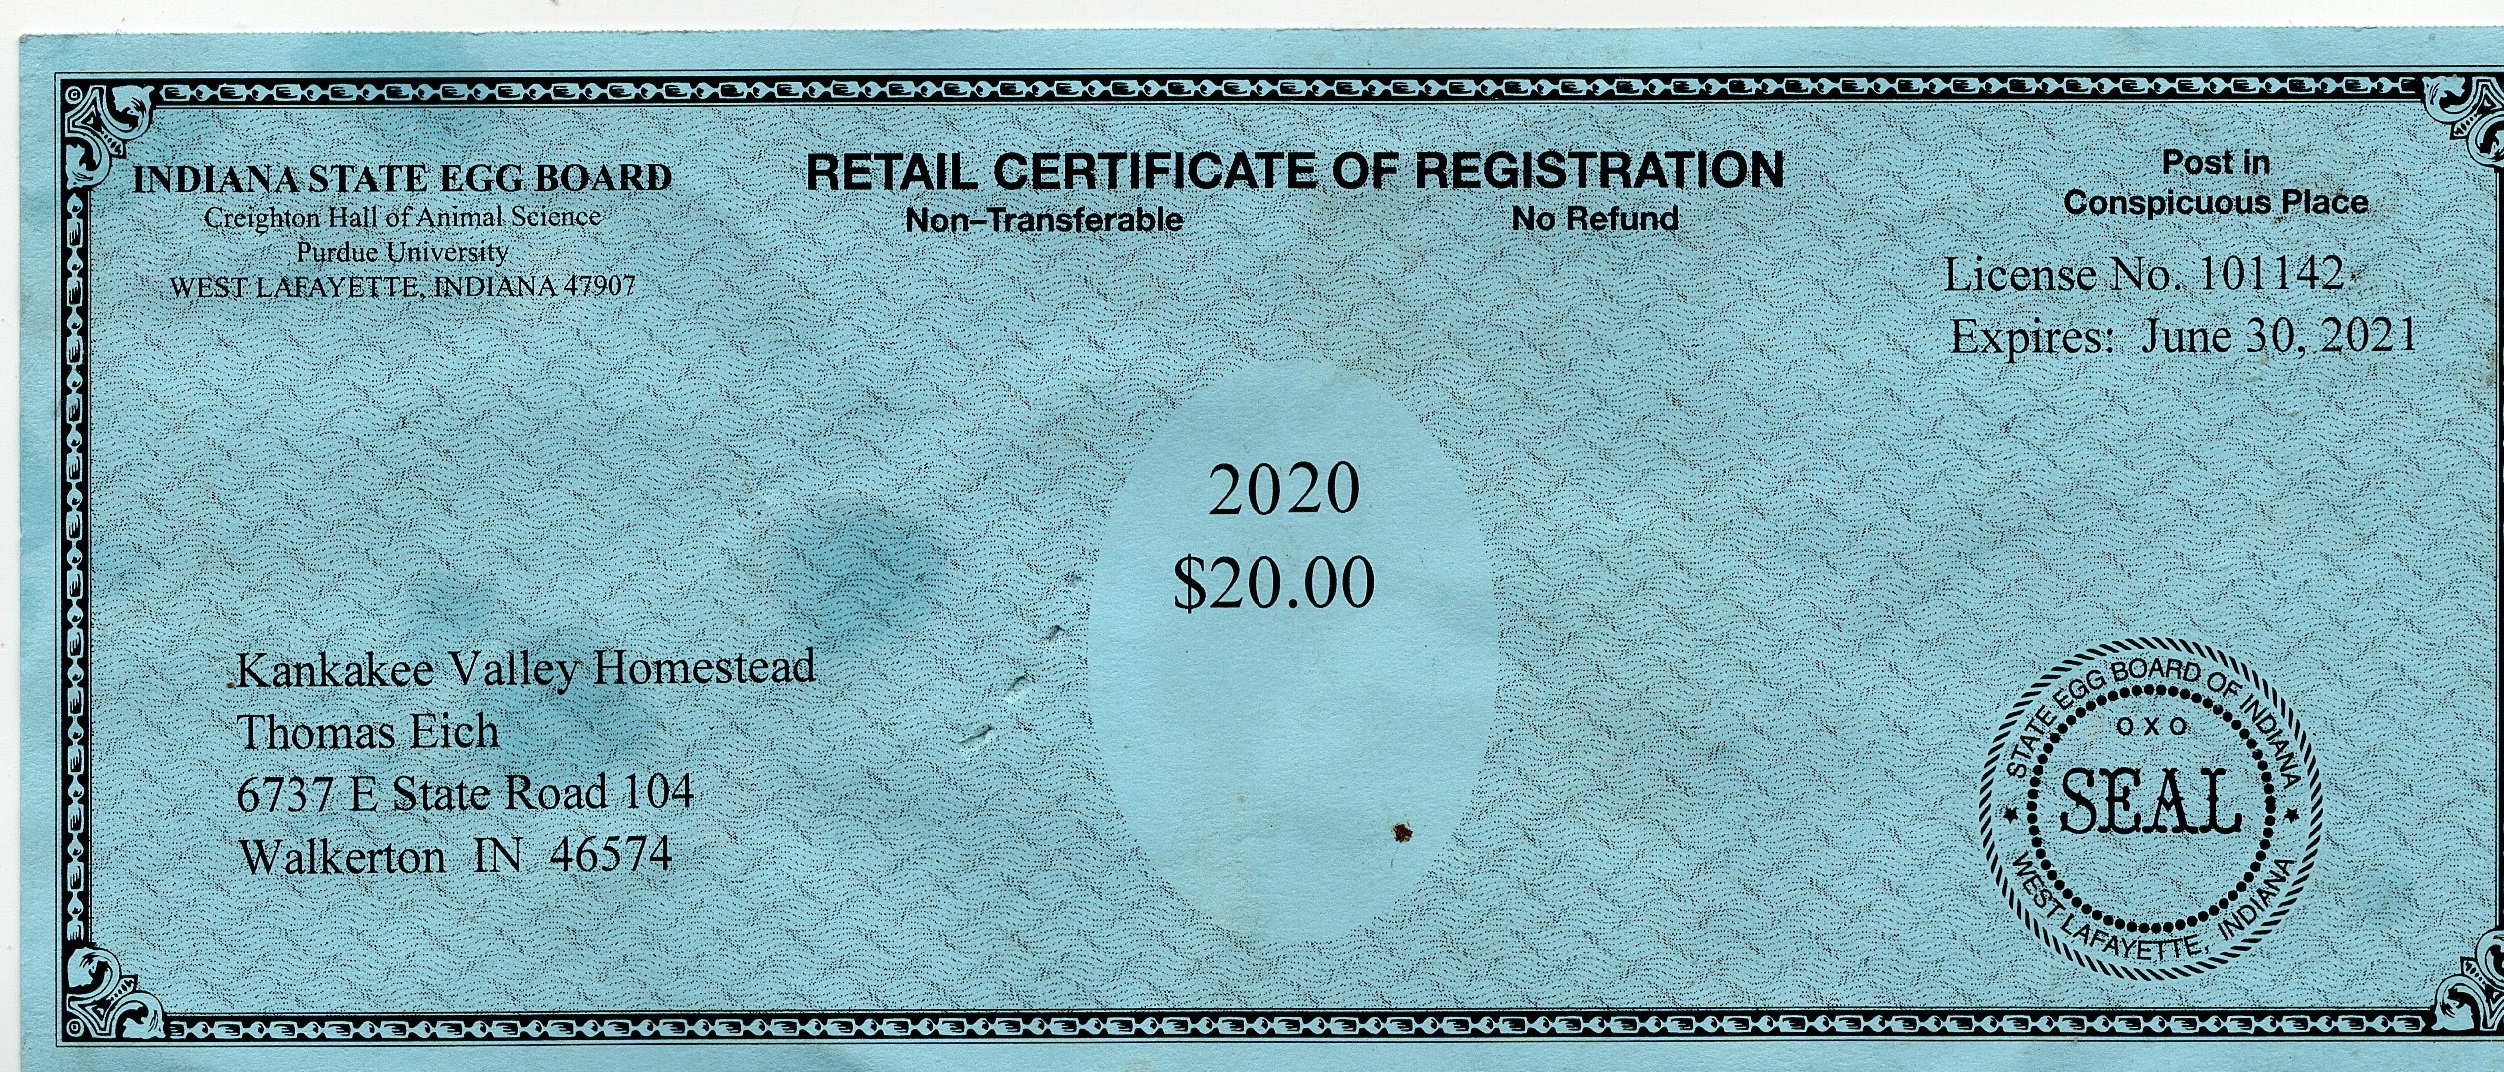 INDIANA STATE EGG BOARD
Creighton Hall of Animal Science
Purdue University
WEST LAFAYETTE, INDIANA 47907
RETAIL CERTIFICATE OF REGISTRATION
Non–Transferable No Refund
Post in
Conspicuous Place
License No. 101142
Expires: June 30, 2021
2020
$20.00
Kankakee Valley Homestead
Thomas Eich
6737 E State Road 104
Walkerton IN 46574
STATE EGG BOARD OF INDIANA
OXO
SEAL
WEST LAFAYETTE, INDIANA